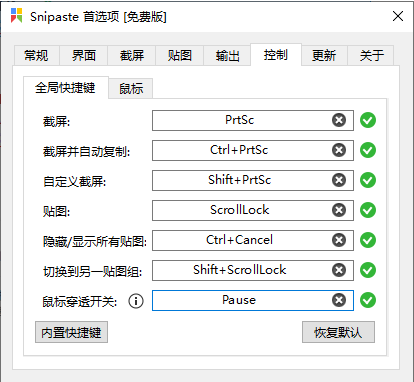 Snipaste 首选项 [免费版]
常规 界面 截屏 贴图 输出 控制 更新 关于
全局快捷键 鼠标
截屏: PrtSc
截屏并自动复制: Ctrl+PrtSc
自定义截屏: Shift+PrtSc
贴图: ScrollLock
隐藏/显示所有贴图: Ctrl+Cancel
切换到另一贴图组: Shift+ScrollLock
鼠标穿透开关: Pause
内置快捷键 恢复默认